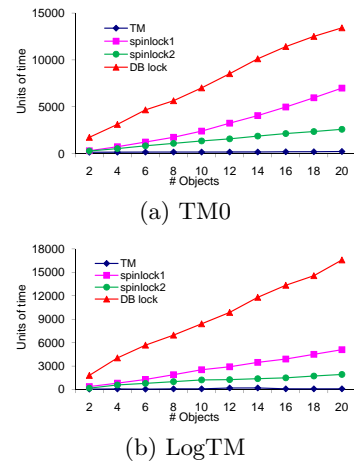 TM
spinlock1
spinlock2
DB lock
Units of time
15000
10000
5000
0
2 4 6 8 10 12 14 16 18 20
# Objects
(a) TM0
TM
spinlock1
spinlock2
DB lock
Units of time
18000
15000
12000
9000
6000
3000
0
2 4 6 8 10 12 14 16 18 20
# Objects
(b) LogTM